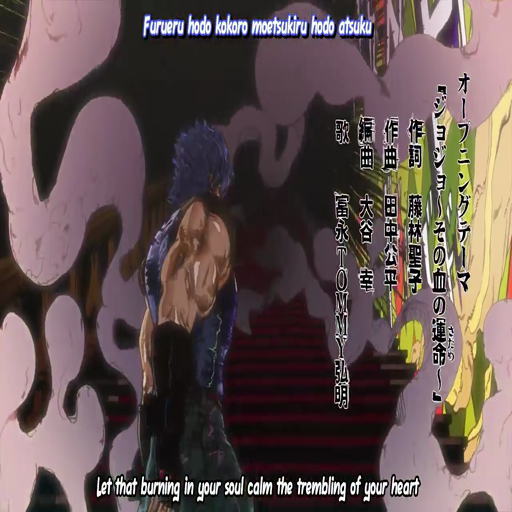 Furueru hodo kokoro moetsukiru hodo atsuku
オープニングテーマ
『ジョジョ~その血の運命~』
さだめ
作詞 藤林聖子
作曲 田中公平
編曲 大谷 幸
歌 富永TOMMY弘明
Let that burning in your soul calm the trembling of your heart